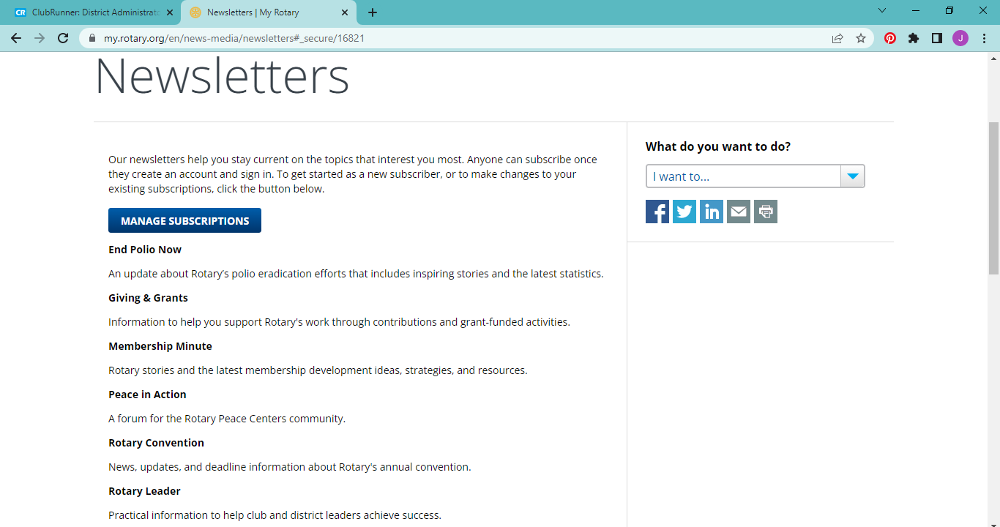 CR ClubRunner: District Administrato
Newsletters | My Rotary
my.rotary.org/en/news-media/newsletters#_secure/16821
J
Newsletters
Our newsletters help you stay current on the topics that interest you most. Anyone can subscribe once
they create an account and sign in. To get started as a new subscriber, or to make changes to your
existing subscriptions, click the button below.
MANAGE SUBSCRIPTIONS
End Polio Now
An update about Rotary’s polio eradication efforts that includes inspiring stories and the latest statistics.
Giving & Grants
Information to help you support Rotary's work through contributions and grant-funded activities.
Membership Minute
Rotary stories and the latest membership development ideas, strategies, and resources.
Peace in Action
A forum for the Rotary Peace Centers community.
Rotary Convention
News, updates, and deadline information about Rotary's annual convention.
Rotary Leader
Practical information to help club and district leaders achieve success.
What do you want to do?
I want to...
f
in